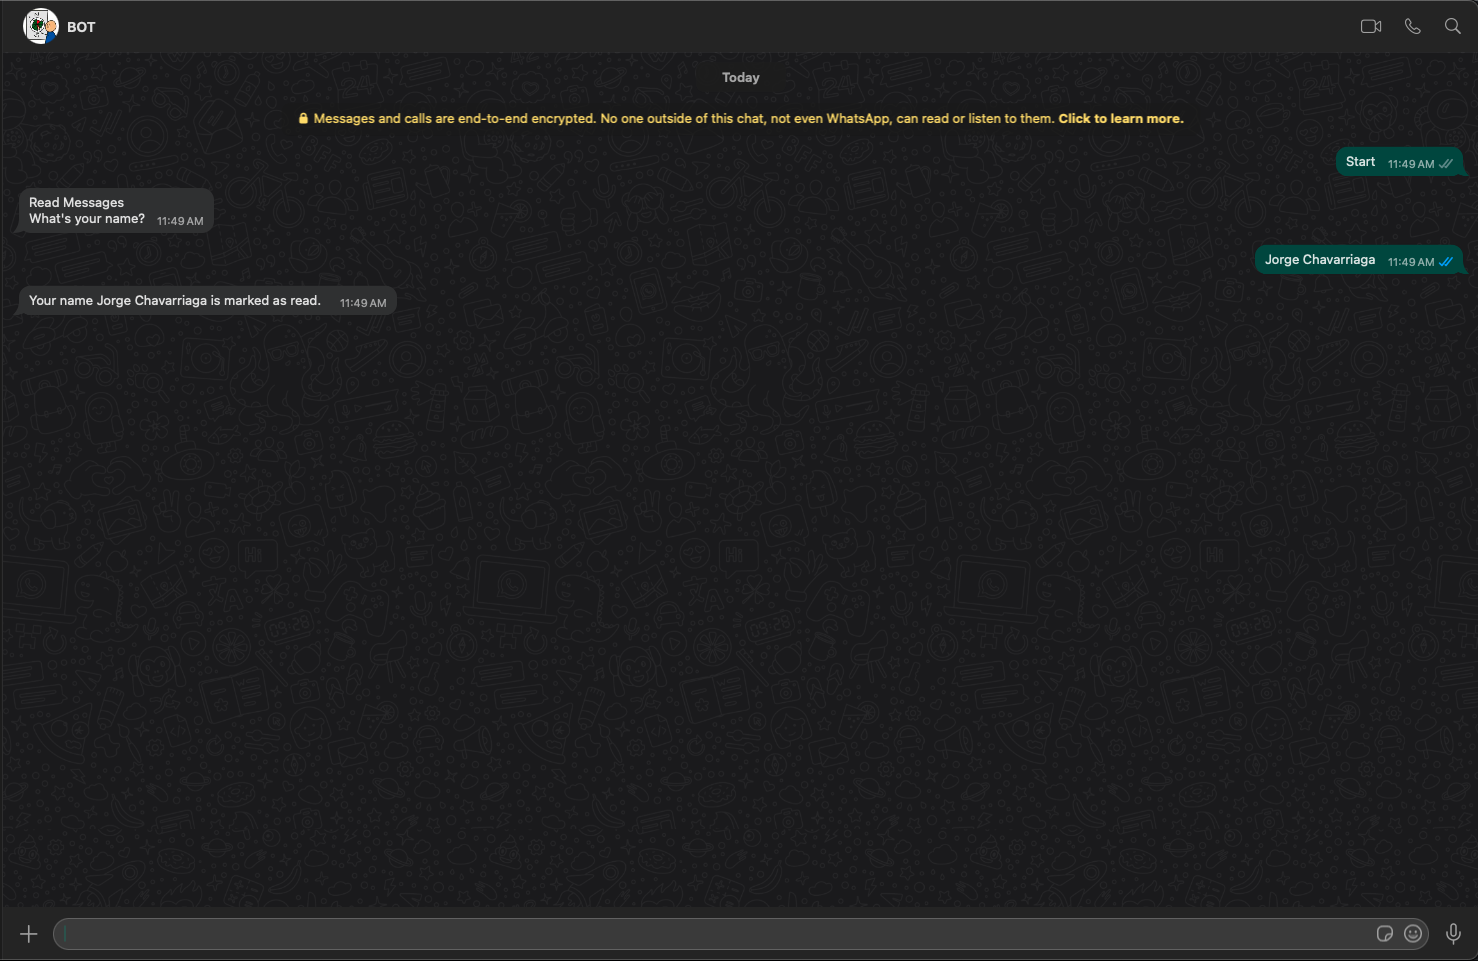 BOT
Today
Messages and calls are end-to-end encrypted. No one outside of this chat, not even WhatsApp, can read or listen to them. Click to learn more.
Start 11:49 AM
Read Messages
What's your name? 11:49 AM
Jorge Chavarriaga 11:49 AM
Your name Jorge Chavarriaga is marked as read. 11:49 AM